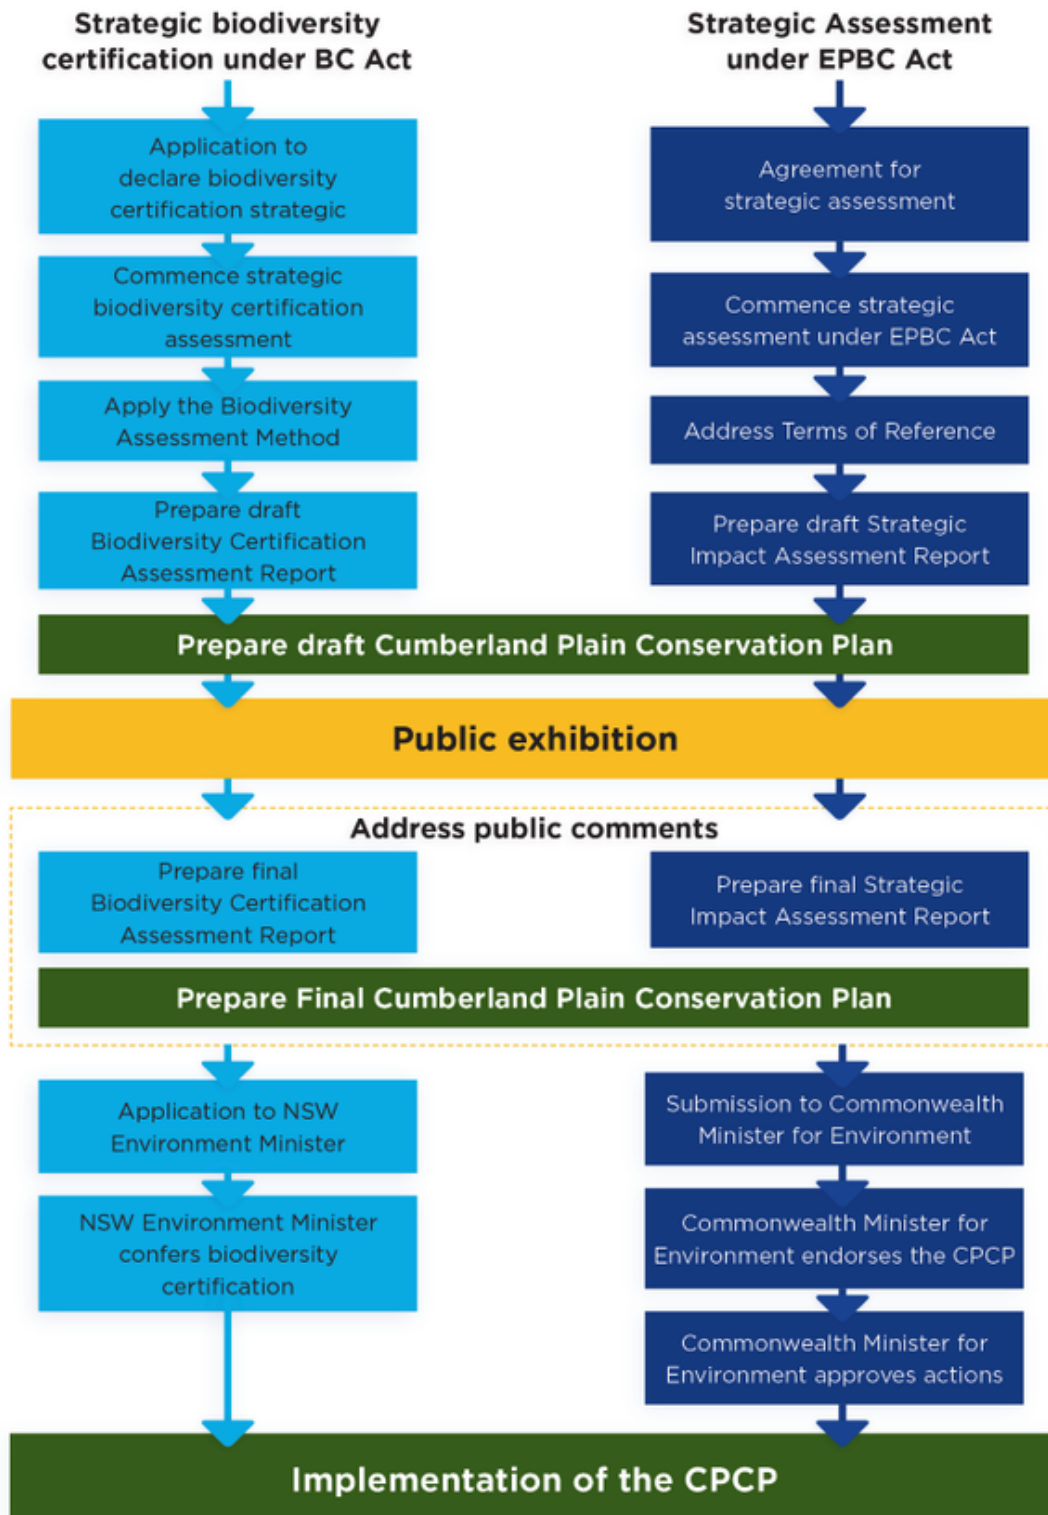 Strategic biodiversity
certification under BC Act
Strategic Assessment
under EPBC Act
Application to
declare biodiversity
certification strategic
Agreement for
strategic assessment
Commence strategic
biodiversity certification
assessment
Commence strategic
assessment under EPBC Act
Apply the Biodiversity
Assessment Method
Address Terms of Reference
Prepare draft
Biodiversity Certification
Assessment Report
Prepare draft Strategic
Impact Assessment Report
Prepare draft Cumberland Plain Conservation Plan
Public exhibition
Address public comments
Prepare final
Biodiversity Certification
Assessment Report
Prepare final Strategic
Impact Assessment Report
Prepare Final Cumberland Plain Conservation Plan
Application to NSW
Environment Minister
Submission to Commonwealth
Minister for Environment
NSW Environment Minister
confers biodiversity
certification
Commonwealth Minister for
Environment endorses the CPCP
Commonwealth Minister for
Environment approves actions
Implementation of the CPCP